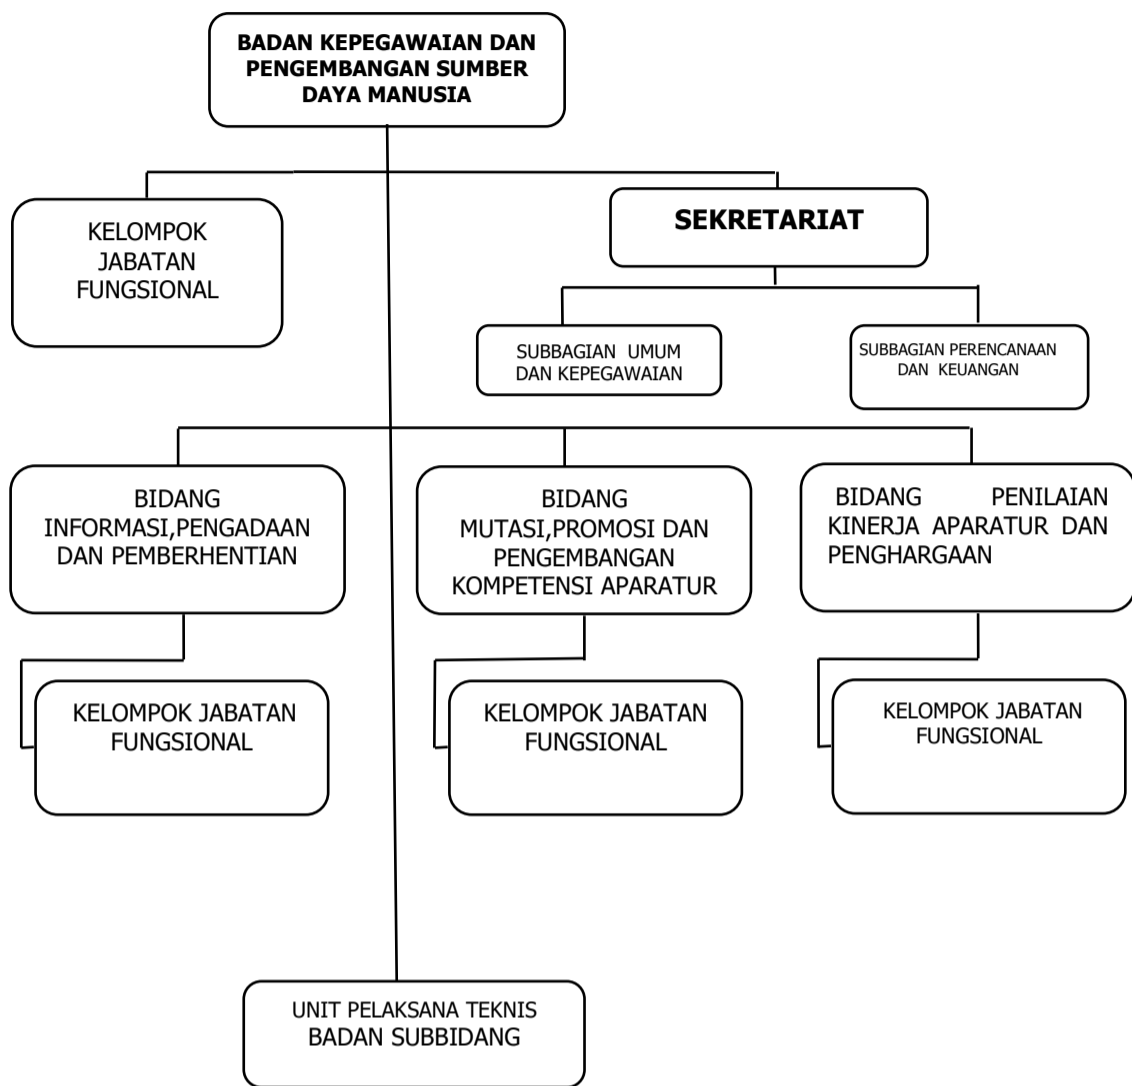 BADAN KEPEGAWAIAN DAN
PENGEMBANGAN SUMBER
DAYA MANUSIA
KELOMPOK
JABATAN
FUNGSIONAL
SEKRETARIAT
SUBBAGIAN UMUM
DAN KEPEGAWAIAN
SUBBAGIAN PERENCANAAN
DAN KEUANGAN
BIDANG
INFORMASI,PENGADAAN
DAN PEMBERHENTIAN
BIDANG
MUTASI,PROMOSI DAN
PENGEMBANGAN
KOMPETENSI APARATUR
BIDANG PENILAIAN
KINERJA APARATUR DAN
PENGHARGAAN
KELOMPOK JABATAN
FUNGSIONAL
KELOMPOK JABATAN
FUNGSIONAL
KELOMPOK JABATAN
FUNGSIONAL
UNIT PELAKSANA TEKNIS
BADAN SUBBIDANG